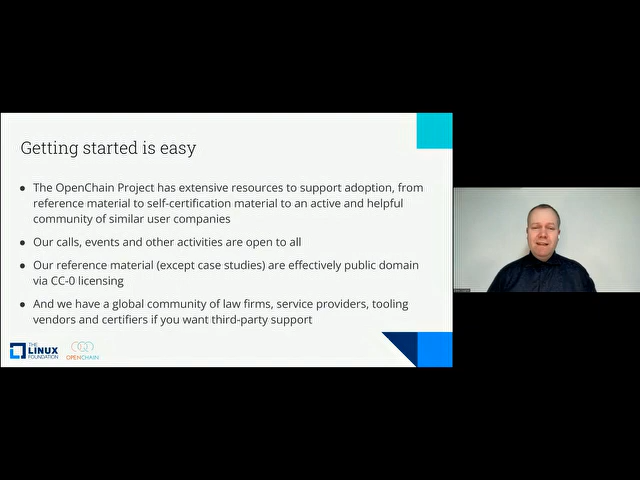 Getting started is easy
● The OpenChain Project has extensive resources to support adoption, from
reference material to self-certification material to an active and helpful
community of similar user companies
● Our calls, events and other activities are open to all
● Our reference material (except case studies) are effectively public domain
via CC-0 licensing
● And we have a global community of law firms, service providers, tooling
vendors and certifiers if you want third-party support
THE
LINUX
FOUNDATION
OPENCHAIN